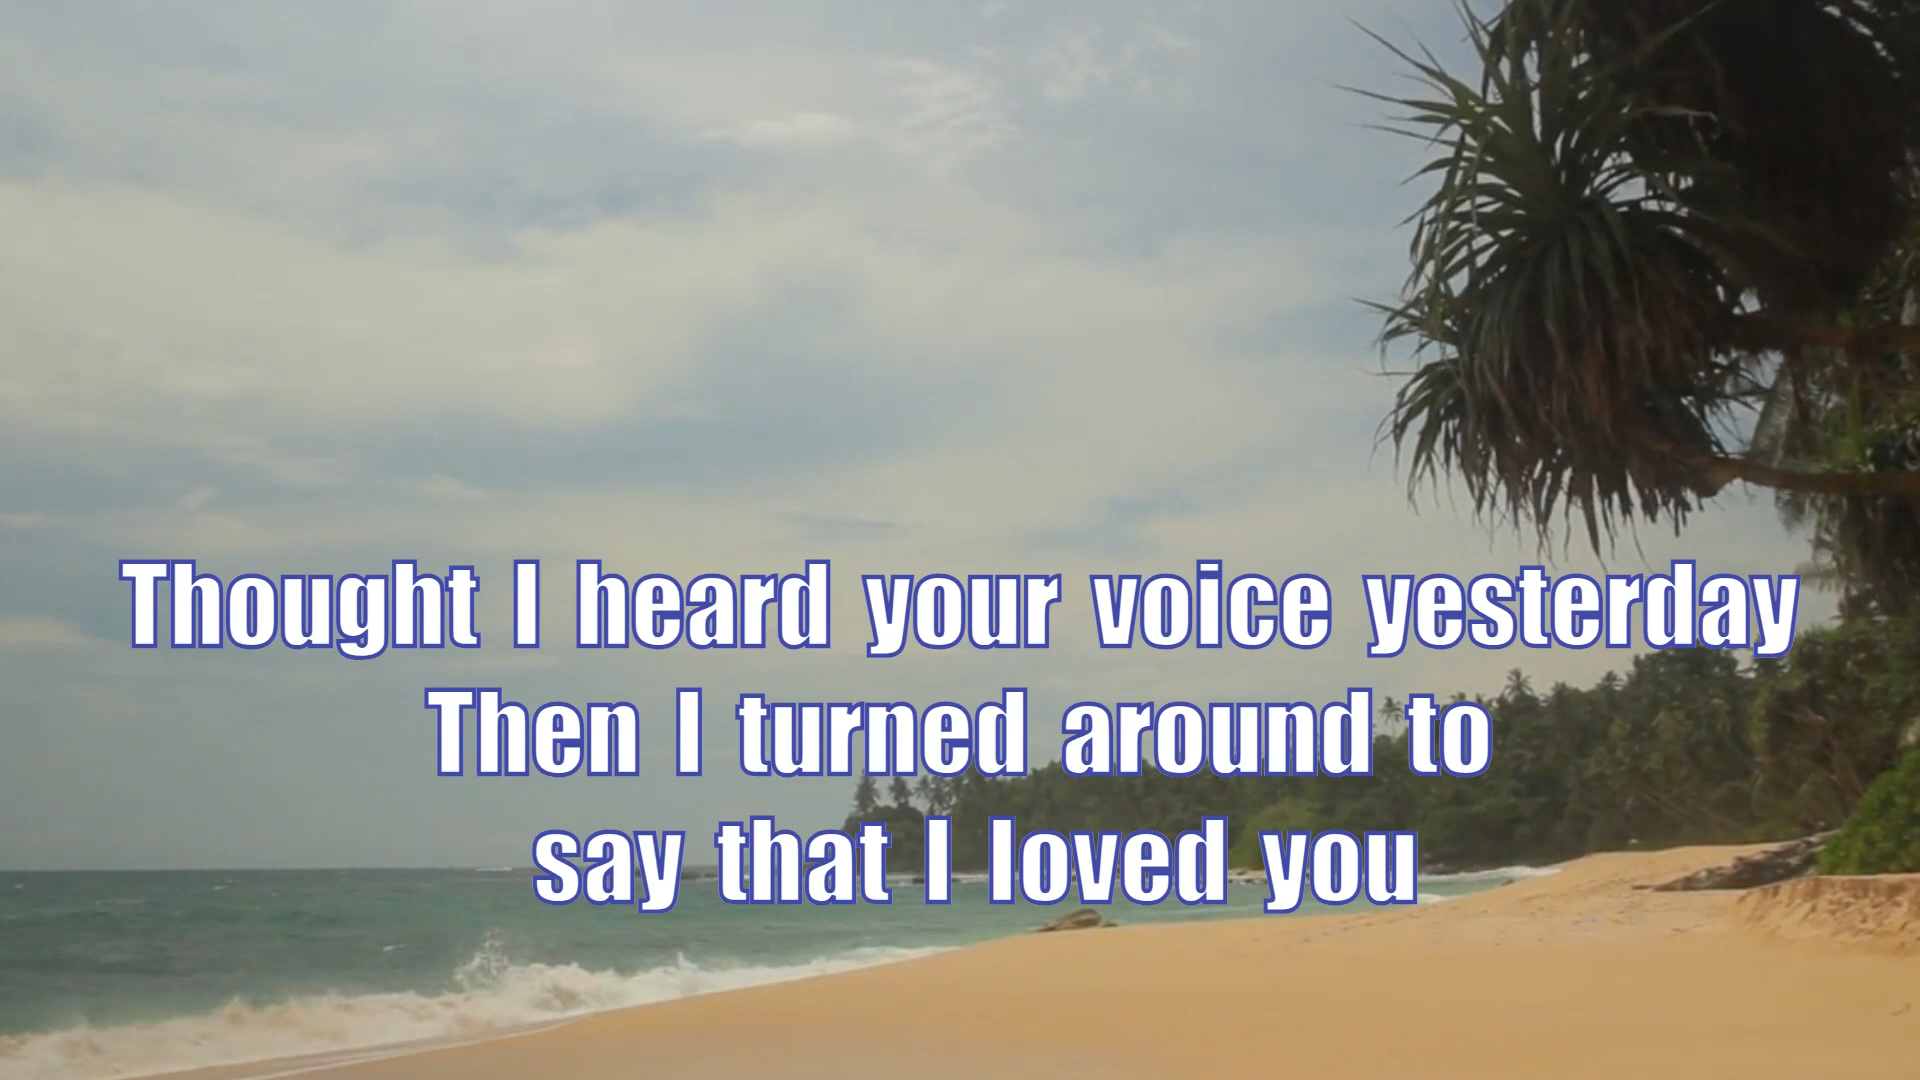 Thought I heard your voice yesterday
Then I turned around to
say that I loved you